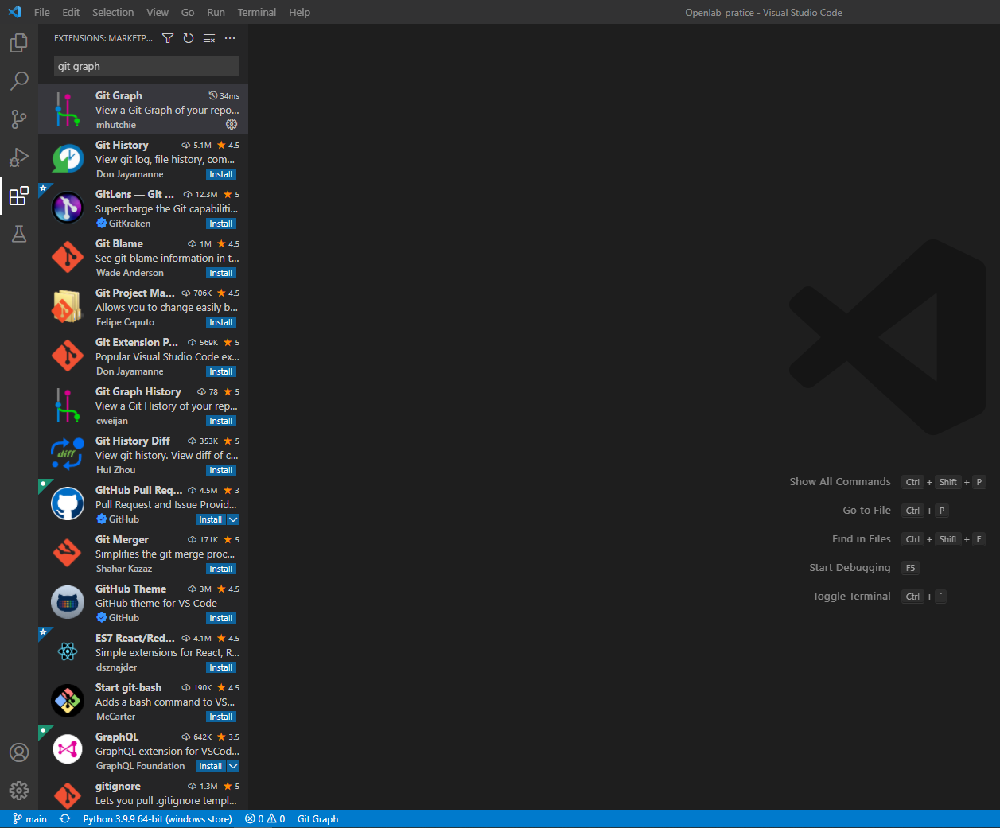 File Edit Selection View Go Run Terminal Help
Openlab_pratice - Visual Studio Code
EXTENSIONS: MARKETP...
git graph
Git Graph 34ms
View a Git Graph of your repo...
mhutchie
Git History 5.1M ★ 4.5
View git log, file history, com...
Don Jayamanne Install
GitLens — Git ... 12.3M ★ 5
Supercharge the Git capabiliti...
GitKraken Install
Git Blame 1M ★ 4.5
See git blame information in t...
Wade Anderson Install
Git Project Ma... 706K ★ 4.5
Allows you to change easily b...
Felipe Caputo Install
Git Extension P... 569K ★ 5
Popular Visual Studio Code ex...
Don Jayamanne Install
Git Graph History 78 ★ 5
View a Git History of your rep...
cweijan Install
diff
Git History Diff 353K ★ 5
View git history. View diff of c...
Hui Zhou Install
GitHub Pull Req... 4.5M ★ 3
Pull Request and Issue Provid...
GitHub Install
Git Merger 171K ★ 5
Simplifies the git merge proc...
Shahar Kazaz Install
GitHub Theme 3M ★ 4.5
GitHub theme for VS Code
GitHub Install
ES7 React/Red... 4.1M ★ 4.5
Simple extensions for React, R...
dsznajder Install
Start git-bash 190K ★ 4.5
Adds a bash command to VS...
McCarter Install
GraphQL 642K ★ 3.5
GraphQL extension for VSCod...
GraphQL Foundation Install
gitignore 1.3M ★ 5
Lets you pull .gitignore templ...
Show All Commands Ctrl + Shift + P
Go to File Ctrl + P
Find in Files Ctrl + Shift + F
Start Debugging F5
Toggle Terminal Ctrl + `
main Python 3.9.9 64-bit (windows store) 0 0 Git Graph